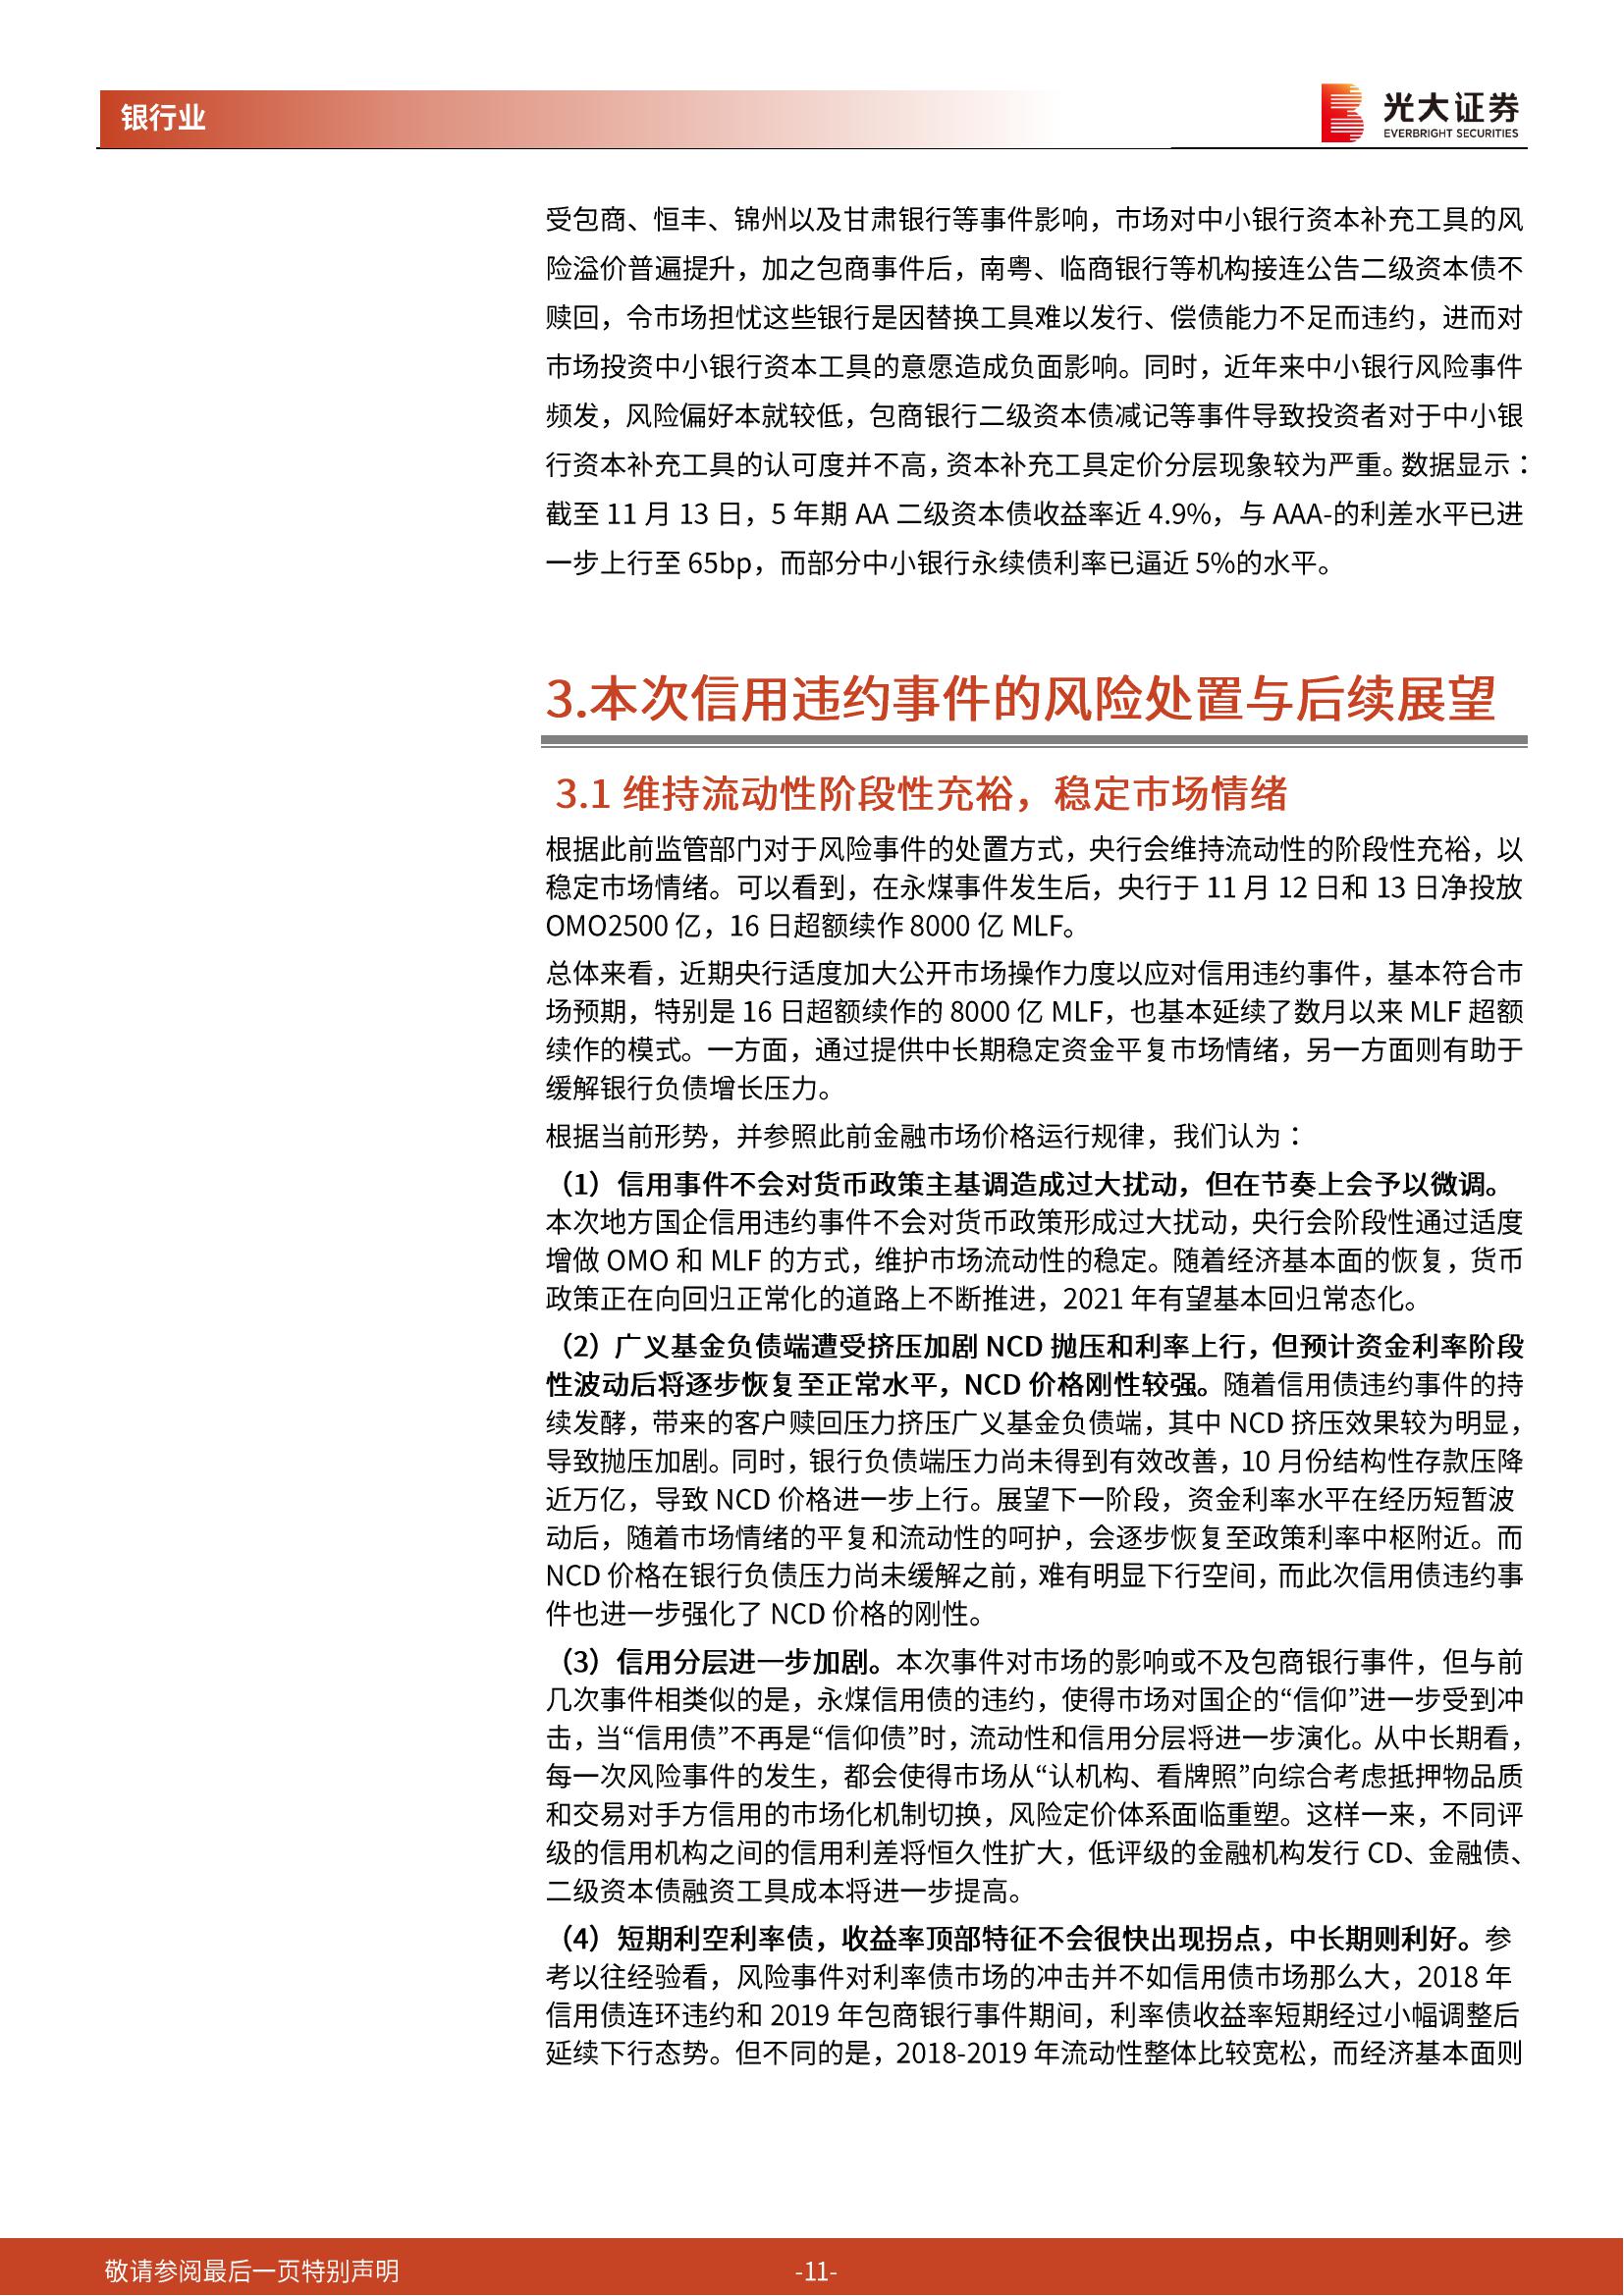 银行业
光大证券
EVERBRIGHT SECURITIES
受包商、恒丰、锦州以及甘肃银行等事件影响，市场对中小银行资本补充工具的风
险溢价普遍提升，加之包商事件后，南粤、临商银行等机构接连公告二级资本债不
赎回，令市场担忧这些银行是因替换工具难以发行、偿债能力不足而违约，进而对
市场投资中小银行资本工具的意愿造成负面影响。同时，近年来中小银行风险事件
频发，风险偏好本就较低，包商银行二级资本债减记等事件导致投资者对于中小银
行资本补充工具的认可度并不高，资本补充工具定价分层现象较为严重。数据显示：
截至 11 月 13 日，5 年期 AA 二级资本债收益率近 4.9%，与 AAA-的利差水平已进
一步上行至 65bp，而部分中小银行永续债利率已逼近 5%的水平。
3.本次信用违约事件的风险处置与后续展望
3.1 维持流动性阶段性充裕，稳定市场情绪
根据此前监管部门对于风险事件的处置方式，央行会维持流动性的阶段性充裕，以
稳定市场情绪。可以看到，在永煤事件发生后，央行于 11 月 12 日和 13 日净投放
OMO2500 亿，16 日超额续作 8000 亿 MLF。
总体来看，近期央行适度加大公开市场操作力度以应对信用违约事件，基本符合市
场预期，特别是 16 日超额续作的 8000 亿 MLF，也基本延续了数月以来 MLF 超额
续作的模式。一方面，通过提供中长期稳定资金平复市场情绪，另一方面则有助于
缓解银行负债增长压力。
根据当前形势，并参照此前金融市场价格运行规律，我们认为：
（1）信用事件不会对货币政策主基调造成过大扰动，但在节奏上会予以微调。
本次地方国企信用违约事件不会对货币政策形成过大扰动，央行会阶段性通过适度
增做 OMO 和 MLF 的方式，维护市场流动性的稳定。随着经济基本面的恢复，货币
政策正在向回归正常化的道路上不断推进，2021 年有望基本回归常态化。
（2）广义基金负债端遭受挤压加剧 NCD 抛压和利率上行，但预计资金利率阶段
性波动后将逐步恢复至正常水平，NCD 价格刚性较强。随着信用债违约事件的持
续发酵，带来的客户赎回压力挤压广义基金负债端，其中 NCD 挤压效果较为明显，
导致抛压加剧。同时，银行负债端压力尚未得到有效改善，10 月份结构性存款压降
近万亿，导致 NCD 价格进一步上行。展望下一阶段，资金利率水平在经历短暂波
动后，随着市场情绪的平复和流动性的呵护，会逐步恢复至政策利率中枢附近。而
NCD 价格在银行负债压力尚未缓解之前，难有明显下行空间，而此次信用债违约事
件也进一步强化了 NCD 价格的刚性。
（3）信用分层进一步加剧。本次事件对市场的影响或不及包商银行事件，但与前
几次事件相类似的是，永煤信用债的违约，使得市场对国企的“信仰”进一步受到冲
击，当“信用债”不再是“信仰债”时，流动性和信用分层将进一步演化。从中长期看，
每一次风险事件的发生，都会使得市场从“认机构、看牌照”向综合考虑抵押物品质
和交易对手方信用的市场化机制切换，风险定价体系面临重塑。这样一来，不同评
级的信用机构之间的信用利差将恒久性扩大，低评级的金融机构发行 CD、金融债、
二级资本债融资工具成本将进一步提高。
（4）短期利空利率债，收益率顶部特征不会很快出现拐点，中长期则利好。参
考以往经验看，风险事件对利率债市场的冲击并不如信用债市场那么大，2018 年
信用债连环违约和 2019 年包商银行事件期间，利率债收益率短期经过小幅调整后
延续下行态势。但不同的是，2018-2019 年流动性整体比较宽松，而经济基本面则
敬请参阅最后一页特别声明
-11-